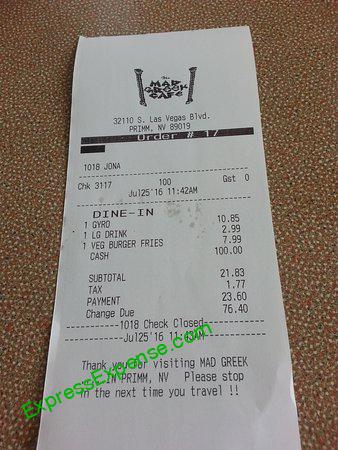 The
MAD
GREEK
CAFE
32110 S. Las Vegas Blvd.
PRIMM, NV 89019
Order # 17
1018 JONA
Chk 3117 100 Gst 0
Jul25'16 11:42AM
DINE-IN
1 GYRO 10.85
1 LG DRINK 2.99
1 VEG BURGER FRIES 7.99
CASH 100.00
SUBTOTAL 21.83
TAX 1.77
PAYMENT 23.60
Change Due 76.40
----------1018 Check Closed----------
----------Jul25'16 11:43AM----------
Thank you for visiting MAD GREEK
IN PRIMM, NV Please stop
in the next time you travel !!
ExpressExpense.com